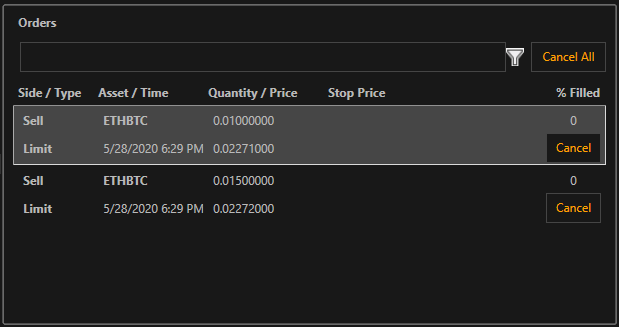 Orders
Cancel All
Side / Type Asset / Time Quantity / Price Stop Price % Filled
Sell ETHBTC 0.01000000 0
Limit 5/28/2020 6:29 PM 0.02271000 Cancel
Sell ETHBTC 0.01500000 0
Limit 5/28/2020 6:29 PM 0.02272000 Cancel